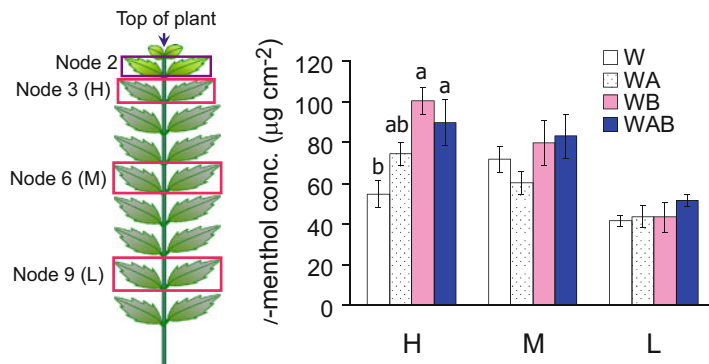 Top of plant
Node 2
Node 3 (H)
Node 6 (M)
Node 9 (L)
l-menthol conc. (µg cm-2)
120
100
80
60
40
20
0
b
ab
a
a
W
WA
WB
WAB
H
M
L